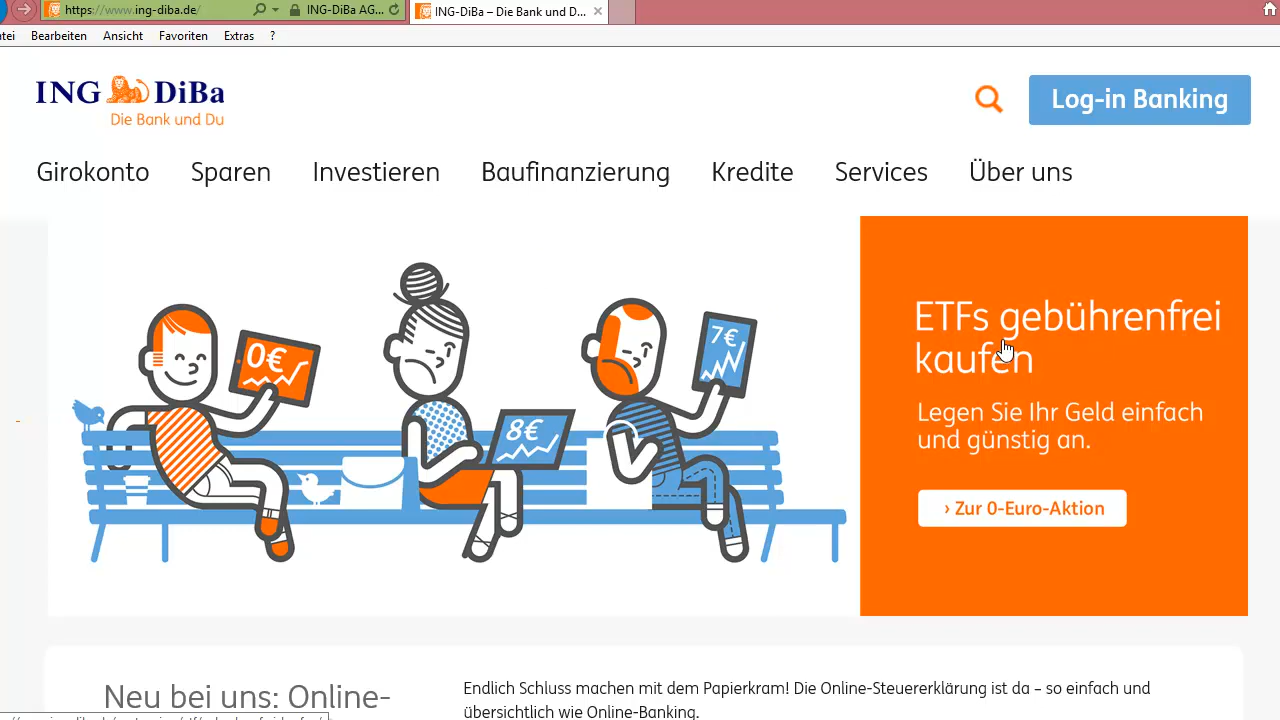 https://www.ing-diba.de/
ING-DiBa AG...
ING-DiBa – Die Bank und D...
tei Bearbeiten Ansicht Favoriten Extras ?
ING DiBa
Die Bank und Du
Log-in Banking
Girokonto Sparen Investieren Baufinanzierung Kredite Services Über uns
0€
8€
7€
ETFs gebührenfrei
kaufen
Legen Sie Ihr Geld einfach
und günstig an.
› Zur 0-Euro-Aktion
Neu bei uns: Online-
Endlich Schluss machen mit dem Papierkram! Die Online-Steuererklärung ist da – so einfach und
übersichtlich wie Online-Banking.